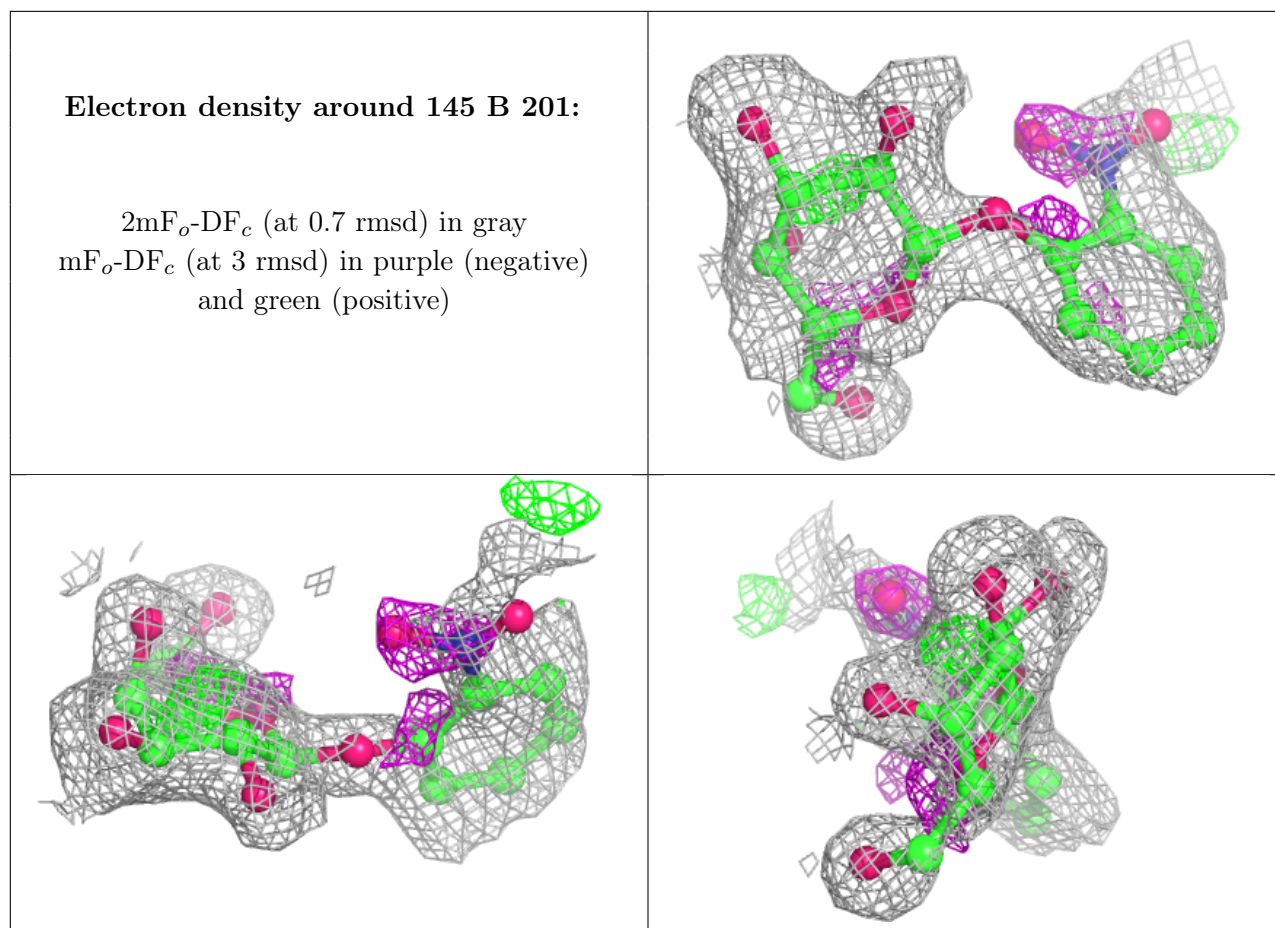 Electron density around 145 B 201:
2mFo-DFc (at 0.7 rmsd) in gray
mFo-DFc (at 3 rmsd) in purple (negative)
and green (positive)